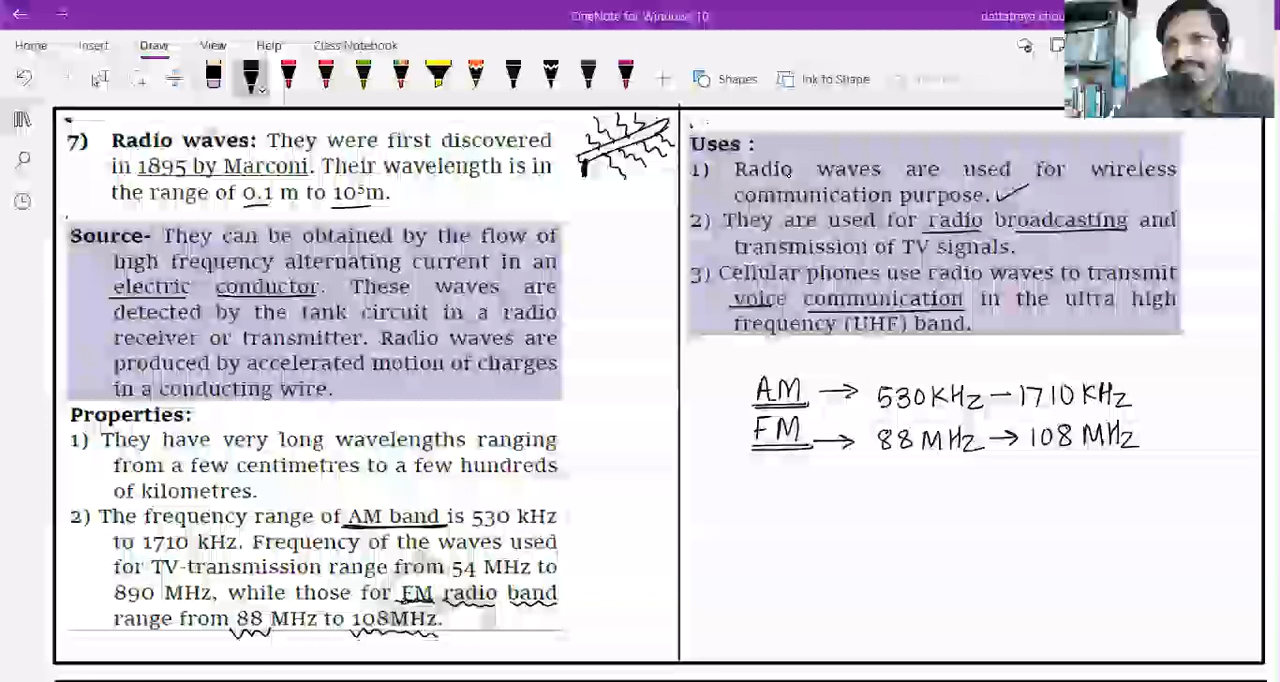 OneNote for Windows 10
dattatraya chou
Home Insert Draw View Help Class Notebook
Shapes Ink to Shape
7) Radio waves: They were first discovered
in 1895 by Marconi. Their wavelength is in
the range of 0.1 m to 10⁵m.
Source- They can be obtained by the flow of
high frequency alternating current in an
electric conductor. These waves are
detected by the tank circuit in a radio
receiver or transmitter. Radio waves are
produced by accelerated motion of charges
in a conducting wire.
Properties:
1) They have very long wavelengths ranging
from a few centimetres to a few hundreds
of kilometres.
2) The frequency range of AM band is 530 kHz
to 1710 kHz. Frequency of the waves used
for TV-transmission range from 54 MHz to
890 MHz, while those for FM radio band
range from 88 MHz to 108MHz.
Uses :
1) Radio waves are used for wireless
communication purpose.
2) They are used for radio broadcasting and
transmission of TV signals.
3) Cellular phones use radio waves to transmit
voice communication in the ultra high
frequency (UHF) band.
AM → 530 KHz – 1710 KHz
FM → 88 MHz → 108 MHz